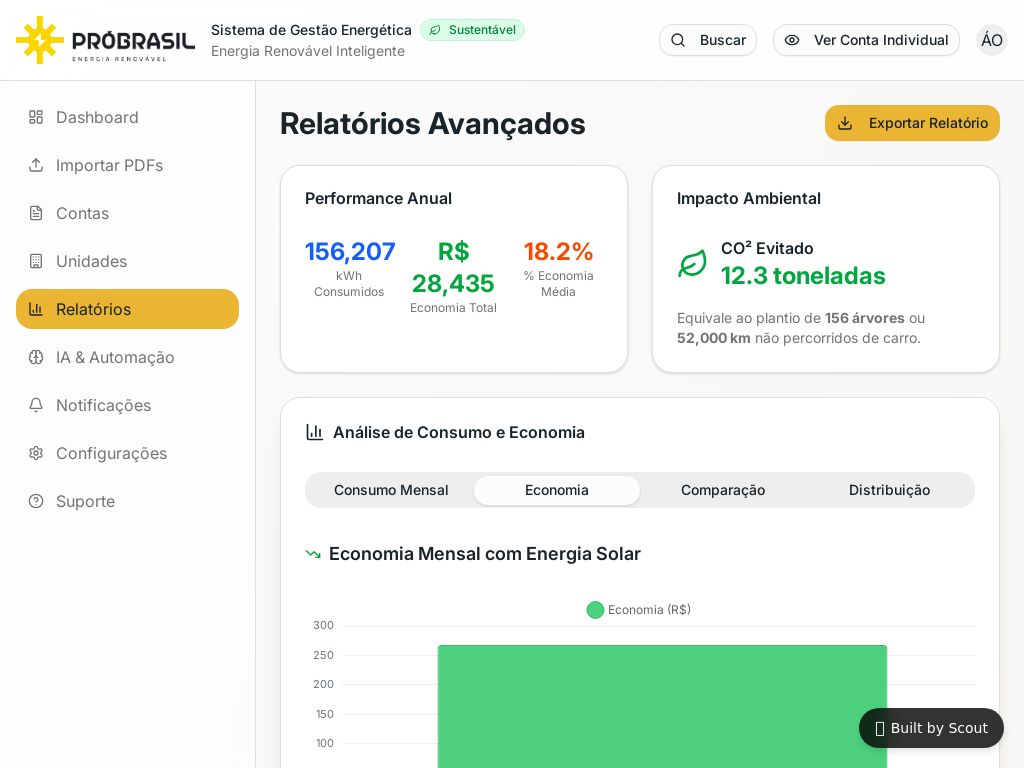 PRÓBRASIL
ENERGIA RENOVÁVEL
Sistema de Gestão Energética
Sustentável
Energia Renovável Inteligente
Buscar
Ver Conta Individual
ÁO
Dashboard
Importar PDFs
Contas
Unidades
Relatórios
IA & Automação
Notificações
Configurações
Suporte
Relatórios Avançados
Exportar Relatório
Performance Anual
156,207
kWh
Consumidos
R$
28,435
Economia Total
18.2%
% Economia
Média
Impacto Ambiental
CO² Evitado
12.3 toneladas
Equivale ao plantio de 156 árvores ou
52,000 km não percorridos de carro.
Análise de Consumo e Economia
Consumo Mensal
Economia
Comparação
Distribuição
Economia Mensal com Energia Solar
Economia (R$)
300
250
200
150
100
Built by Scout